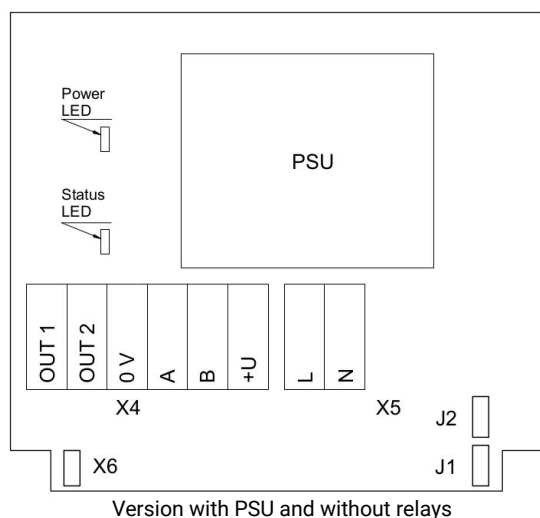 Power
LED
PSU
Status
LED
OUT 1
OUT 2
0 V
A
B
+U
L
N
X4
X5
J2
X6
J1
Version with PSU and without relays